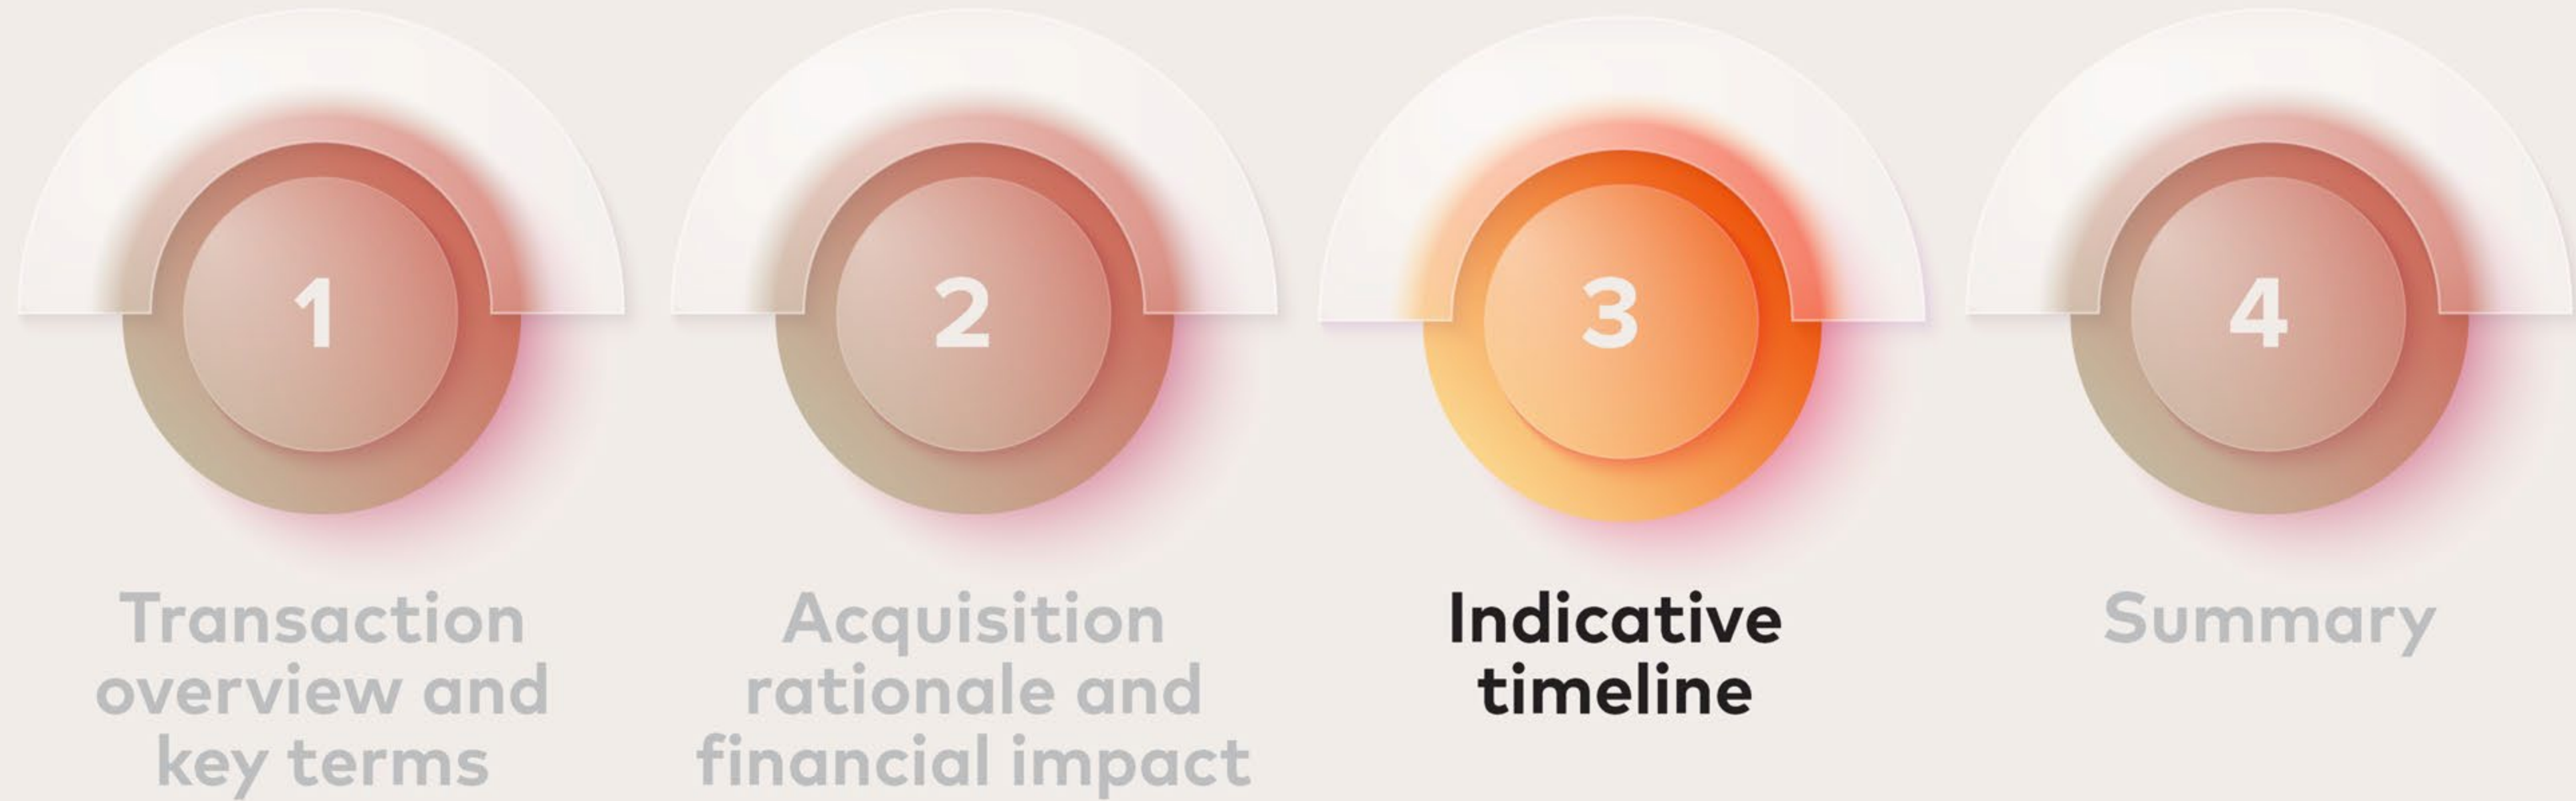 1
Transaction
overview and
key terms
2
Acquisition
rationale and
financial impact
3
Indicative
timeline
4
Summary